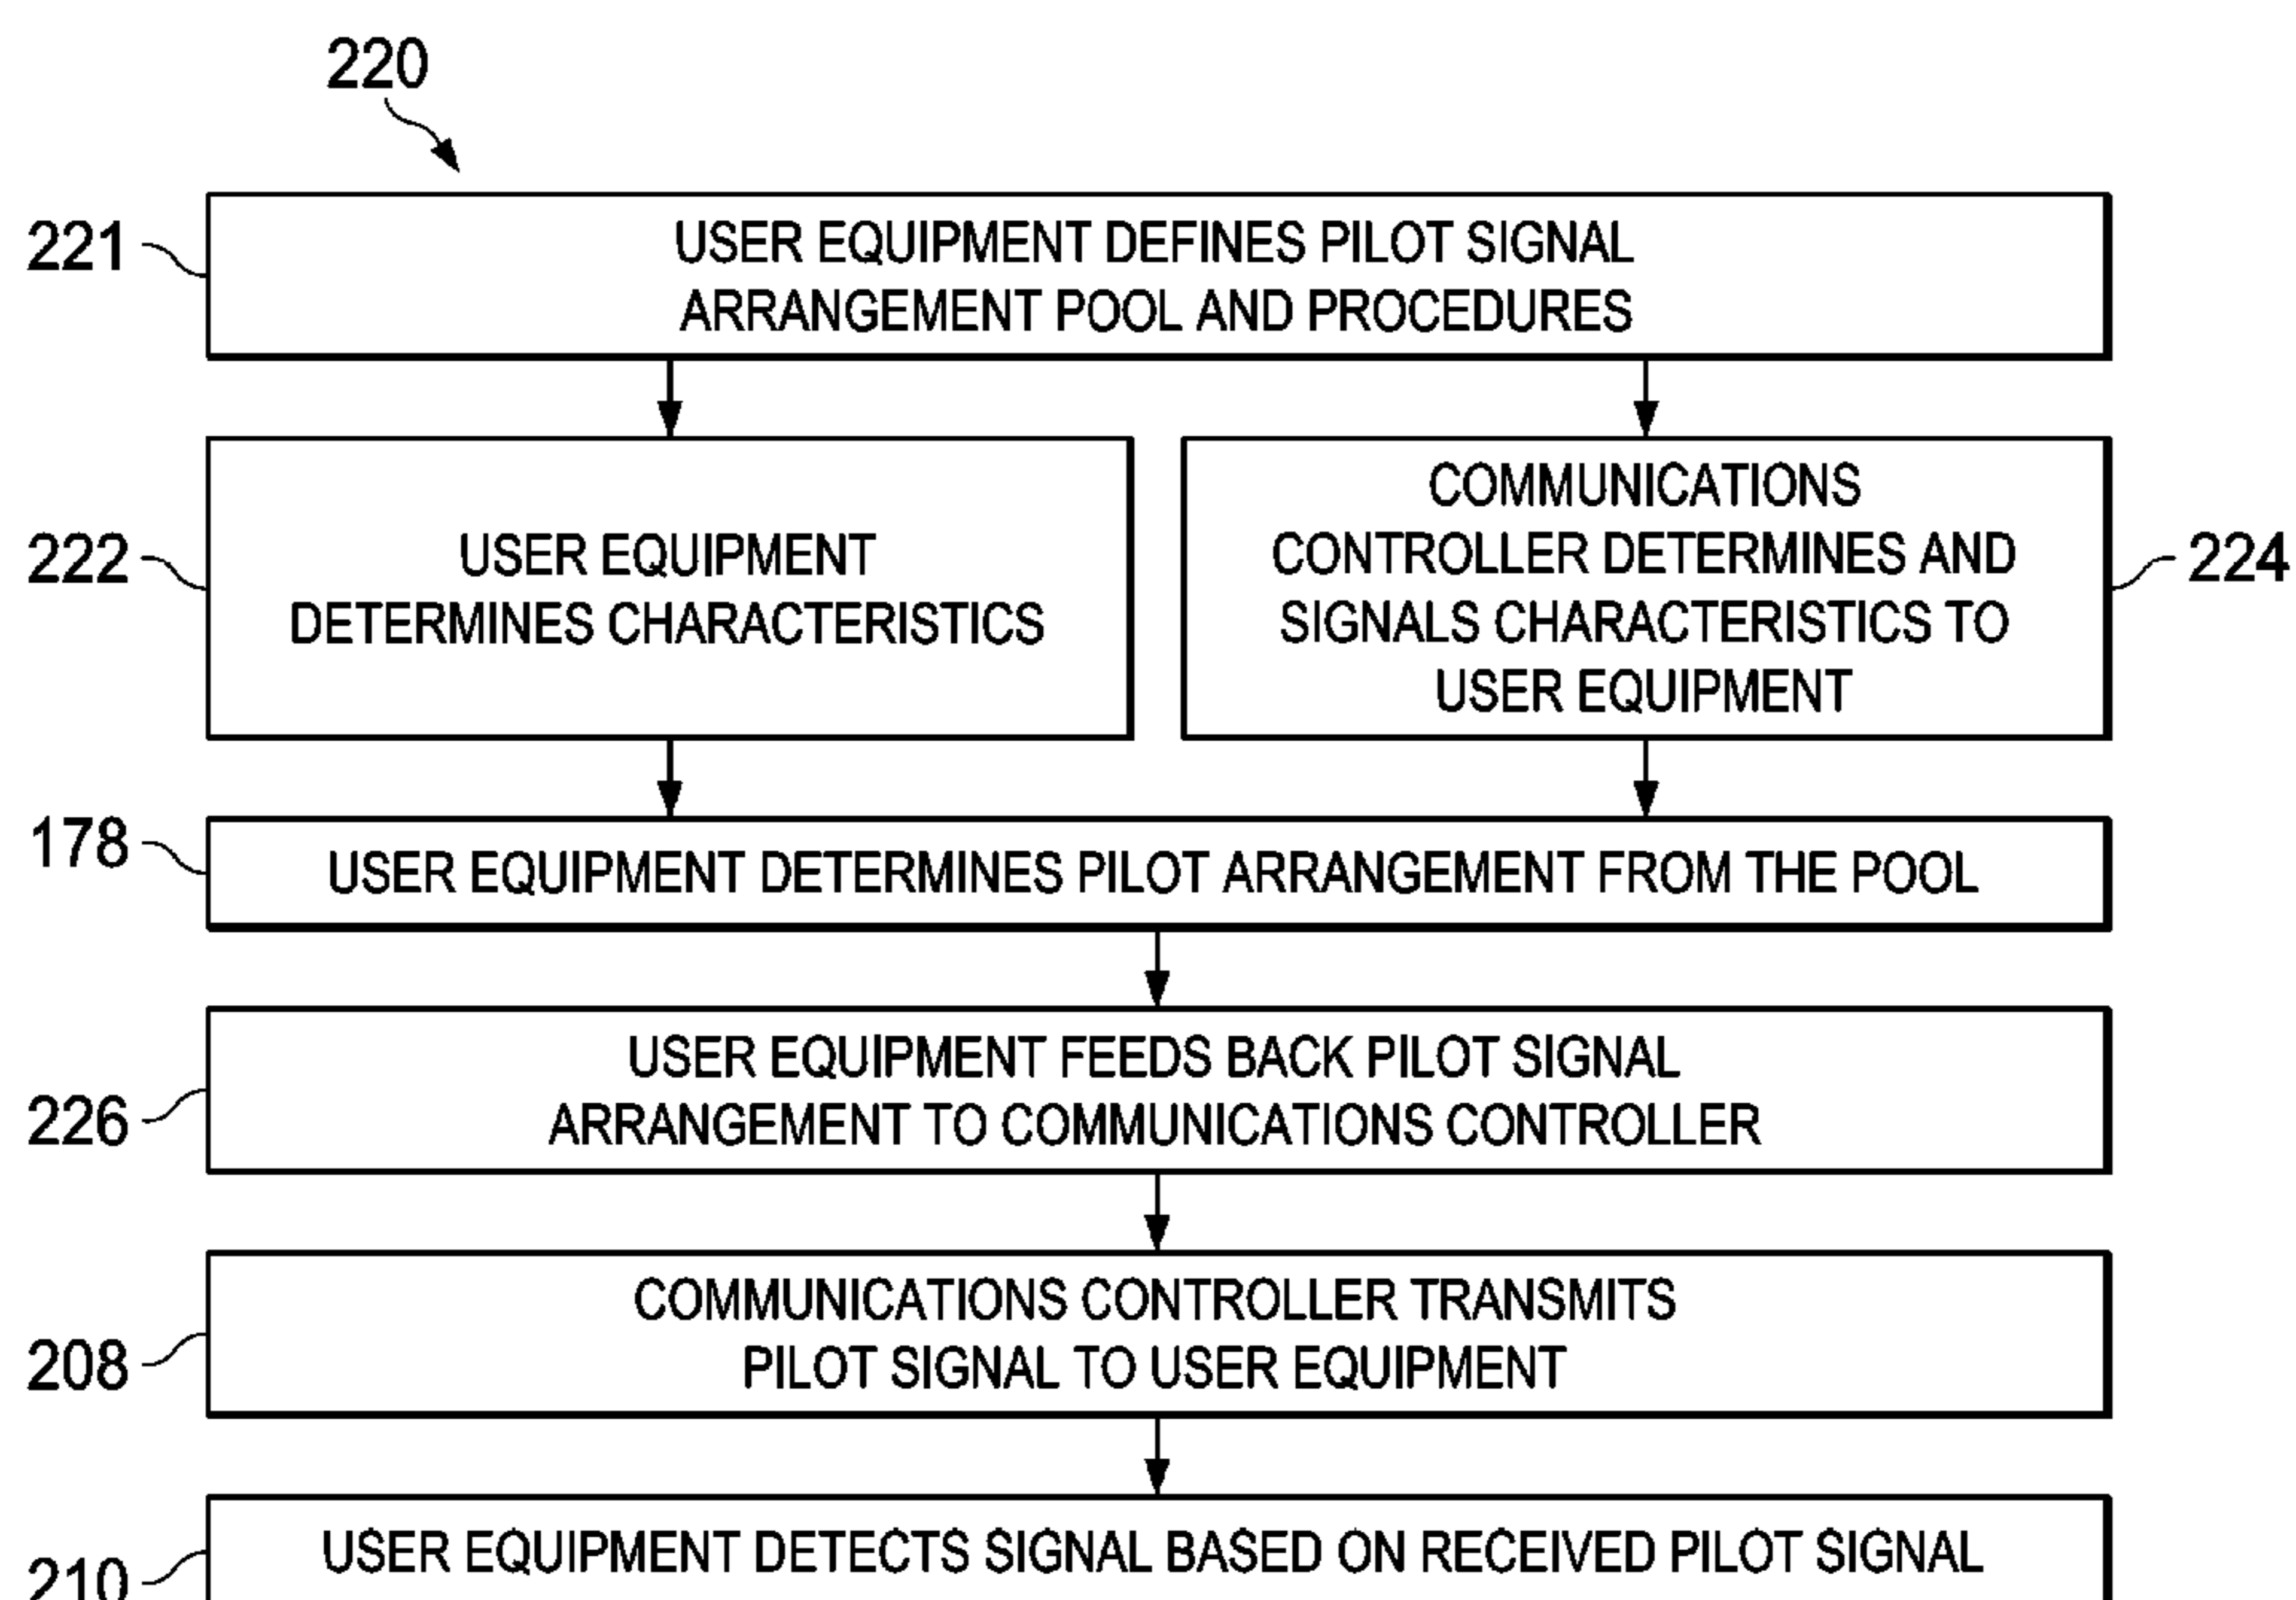 220
221
USER EQUIPMENT DEFINES PILOT SIGNAL
ARRANGEMENT POOL AND PROCEDURES
222
USER EQUIPMENT
DETERMINES CHARACTERISTICS
COMMUNICATIONS
CONTROLLER DETERMINES AND
SIGNALS CHARACTERISTICS TO
USER EQUIPMENT
224
178
USER EQUIPMENT DETERMINES PILOT ARRANGEMENT FROM THE POOL
226
USER EQUIPMENT FEEDS BACK PILOT SIGNAL
ARRANGEMENT TO COMMUNICATIONS CONTROLLER
208
COMMUNICATIONS CONTROLLER TRANSMITS
PILOT SIGNAL TO USER EQUIPMENT
210
USER EQUIPMENT DETECTS SIGNAL BASED ON RECEIVED PILOT SIGNAL